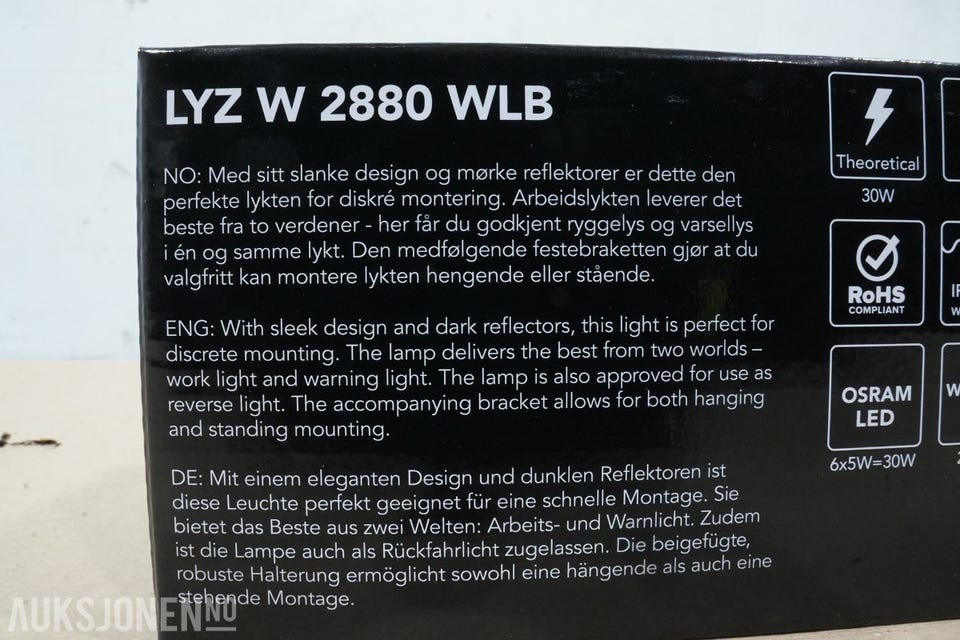 LYZ W 2880 WLB
NO: Med sitt slanke design og mørke reflektorer er dette den
perfekte lykten for diskré montering. Arbeidslykten leverer det
beste fra to verdener - her får du godkjent ryggelys og varsellys
i én og samme lykt. Den medfølgende festebraketten gjør at du
valgfritt kan montere lykten hengende eller stående.
ENG: With sleek design and dark reflectors, this light is perfect for
discrete mounting. The lamp delivers the best from two worlds –
work light and warning light. The lamp is also approved for use as
reverse light. The accompanying bracket allows for both hanging
and standing mounting.
DE: Mit einem eleganten Design und dunklen Reflektoren ist
diese Leuchte perfekt geeignet für eine schnelle Montage. Sie
bietet das Beste aus zwei Welten: Arbeits- und Warnlicht. Zudem
ist die Lampe auch als Rückfahrlicht zugelassen. Die beigefügte,
robuste Halterung ermöglicht sowohl eine hängende als auch eine
stehende Montage.
Theoretical
30W
RoHS
COMPLIANT
OSRAM
LED
6x5W=30W
AUKSJONEN NO